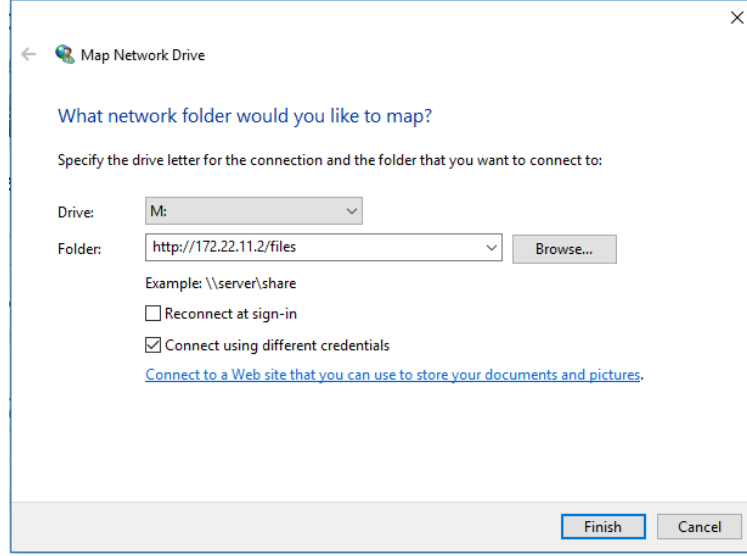 Map Network Drive
What network folder would you like to map?
Specify the drive letter for the connection and the folder that you want to connect to:
Drive: M:
Folder: http://172.22.11.2/files Browse...
Example: \\server\share
Reconnect at sign-in
Connect using different credentials
Connect to a Web site that you can use to store your documents and pictures.
Finish Cancel